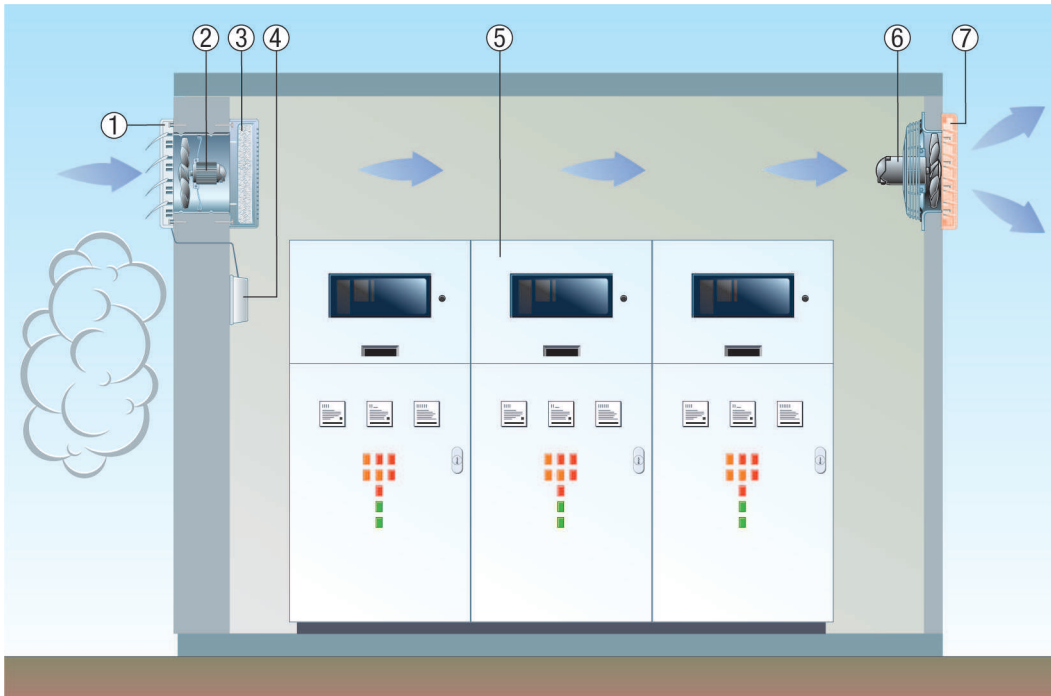 ① ② ③ ④ ⑤ ⑥ ⑦